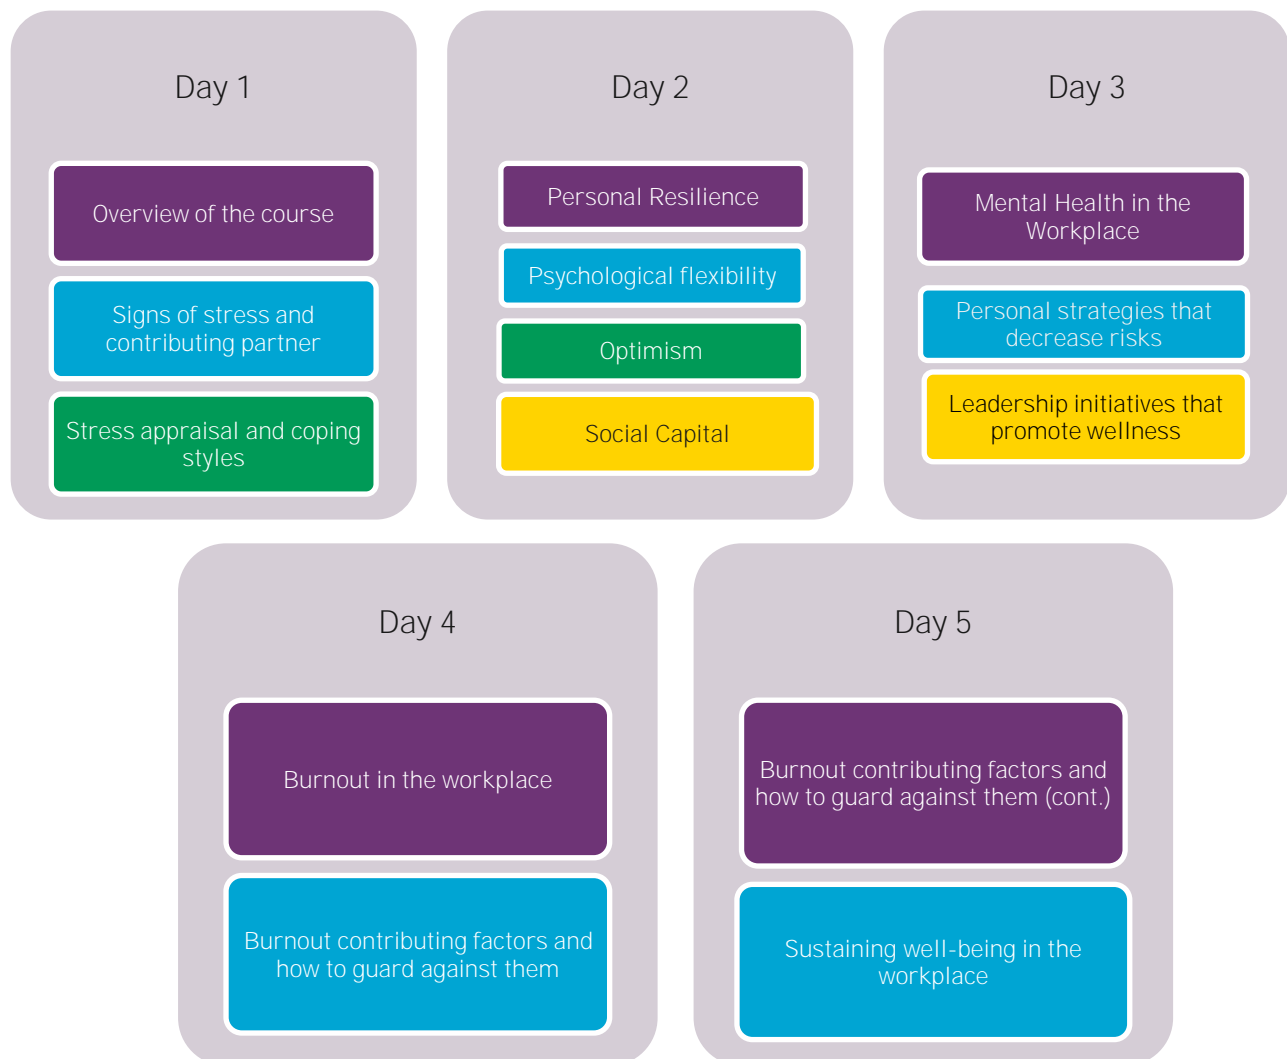 Day 1
Overview of the course
Signs of stress and
contributing partner
Stress appraisal and coping
styles
Day 2
Personal Resilience
Psychological flexibility
Optimism
Social Capital
Day 3
Mental Health in the
Workplace
Personal strategies that
decrease risks
Leadership initiatives that
promote wellness
Day 4
Burnout in the workplace
Burnout contributing factors and
how to guard against them
Day 5
Burnout contributing factors and
how to guard against them (cont.)
Sustaining well-being in the
workplace